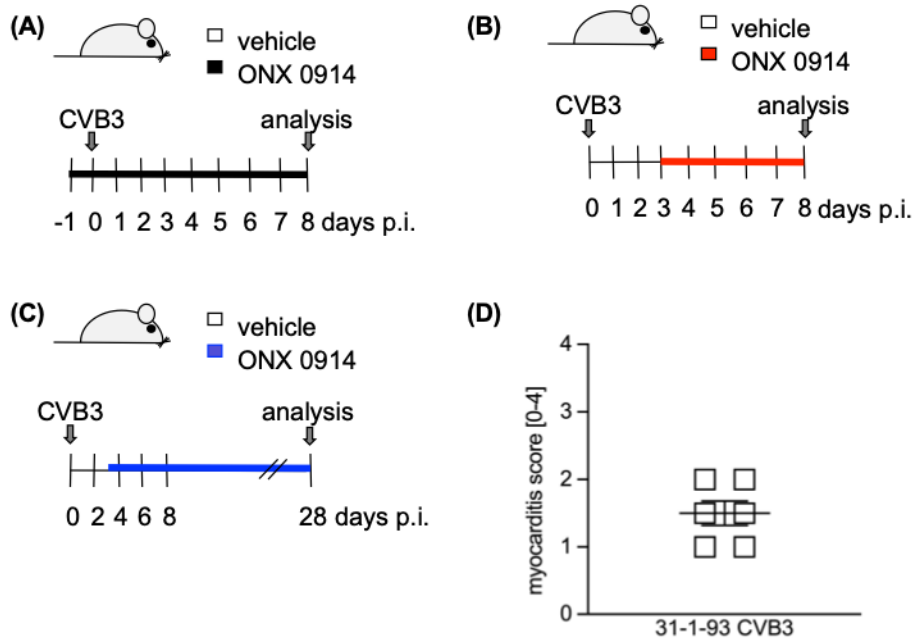 (A)
vehicle
ONX 0914
CVB3
analysis
-1 0 1 2 3 4 5 6 7 8 days p.i.
(B)
vehicle
ONX 0914
CVB3
analysis
0 1 2 3 4 5 6 7 8 days p.i.
(C)
vehicle
ONX 0914
CVB3
analysis
0 2 4 6 8 28 days p.i.
(D)
myocarditis score [0-4]
4
3
2
1
0
31-1-93 CVB3